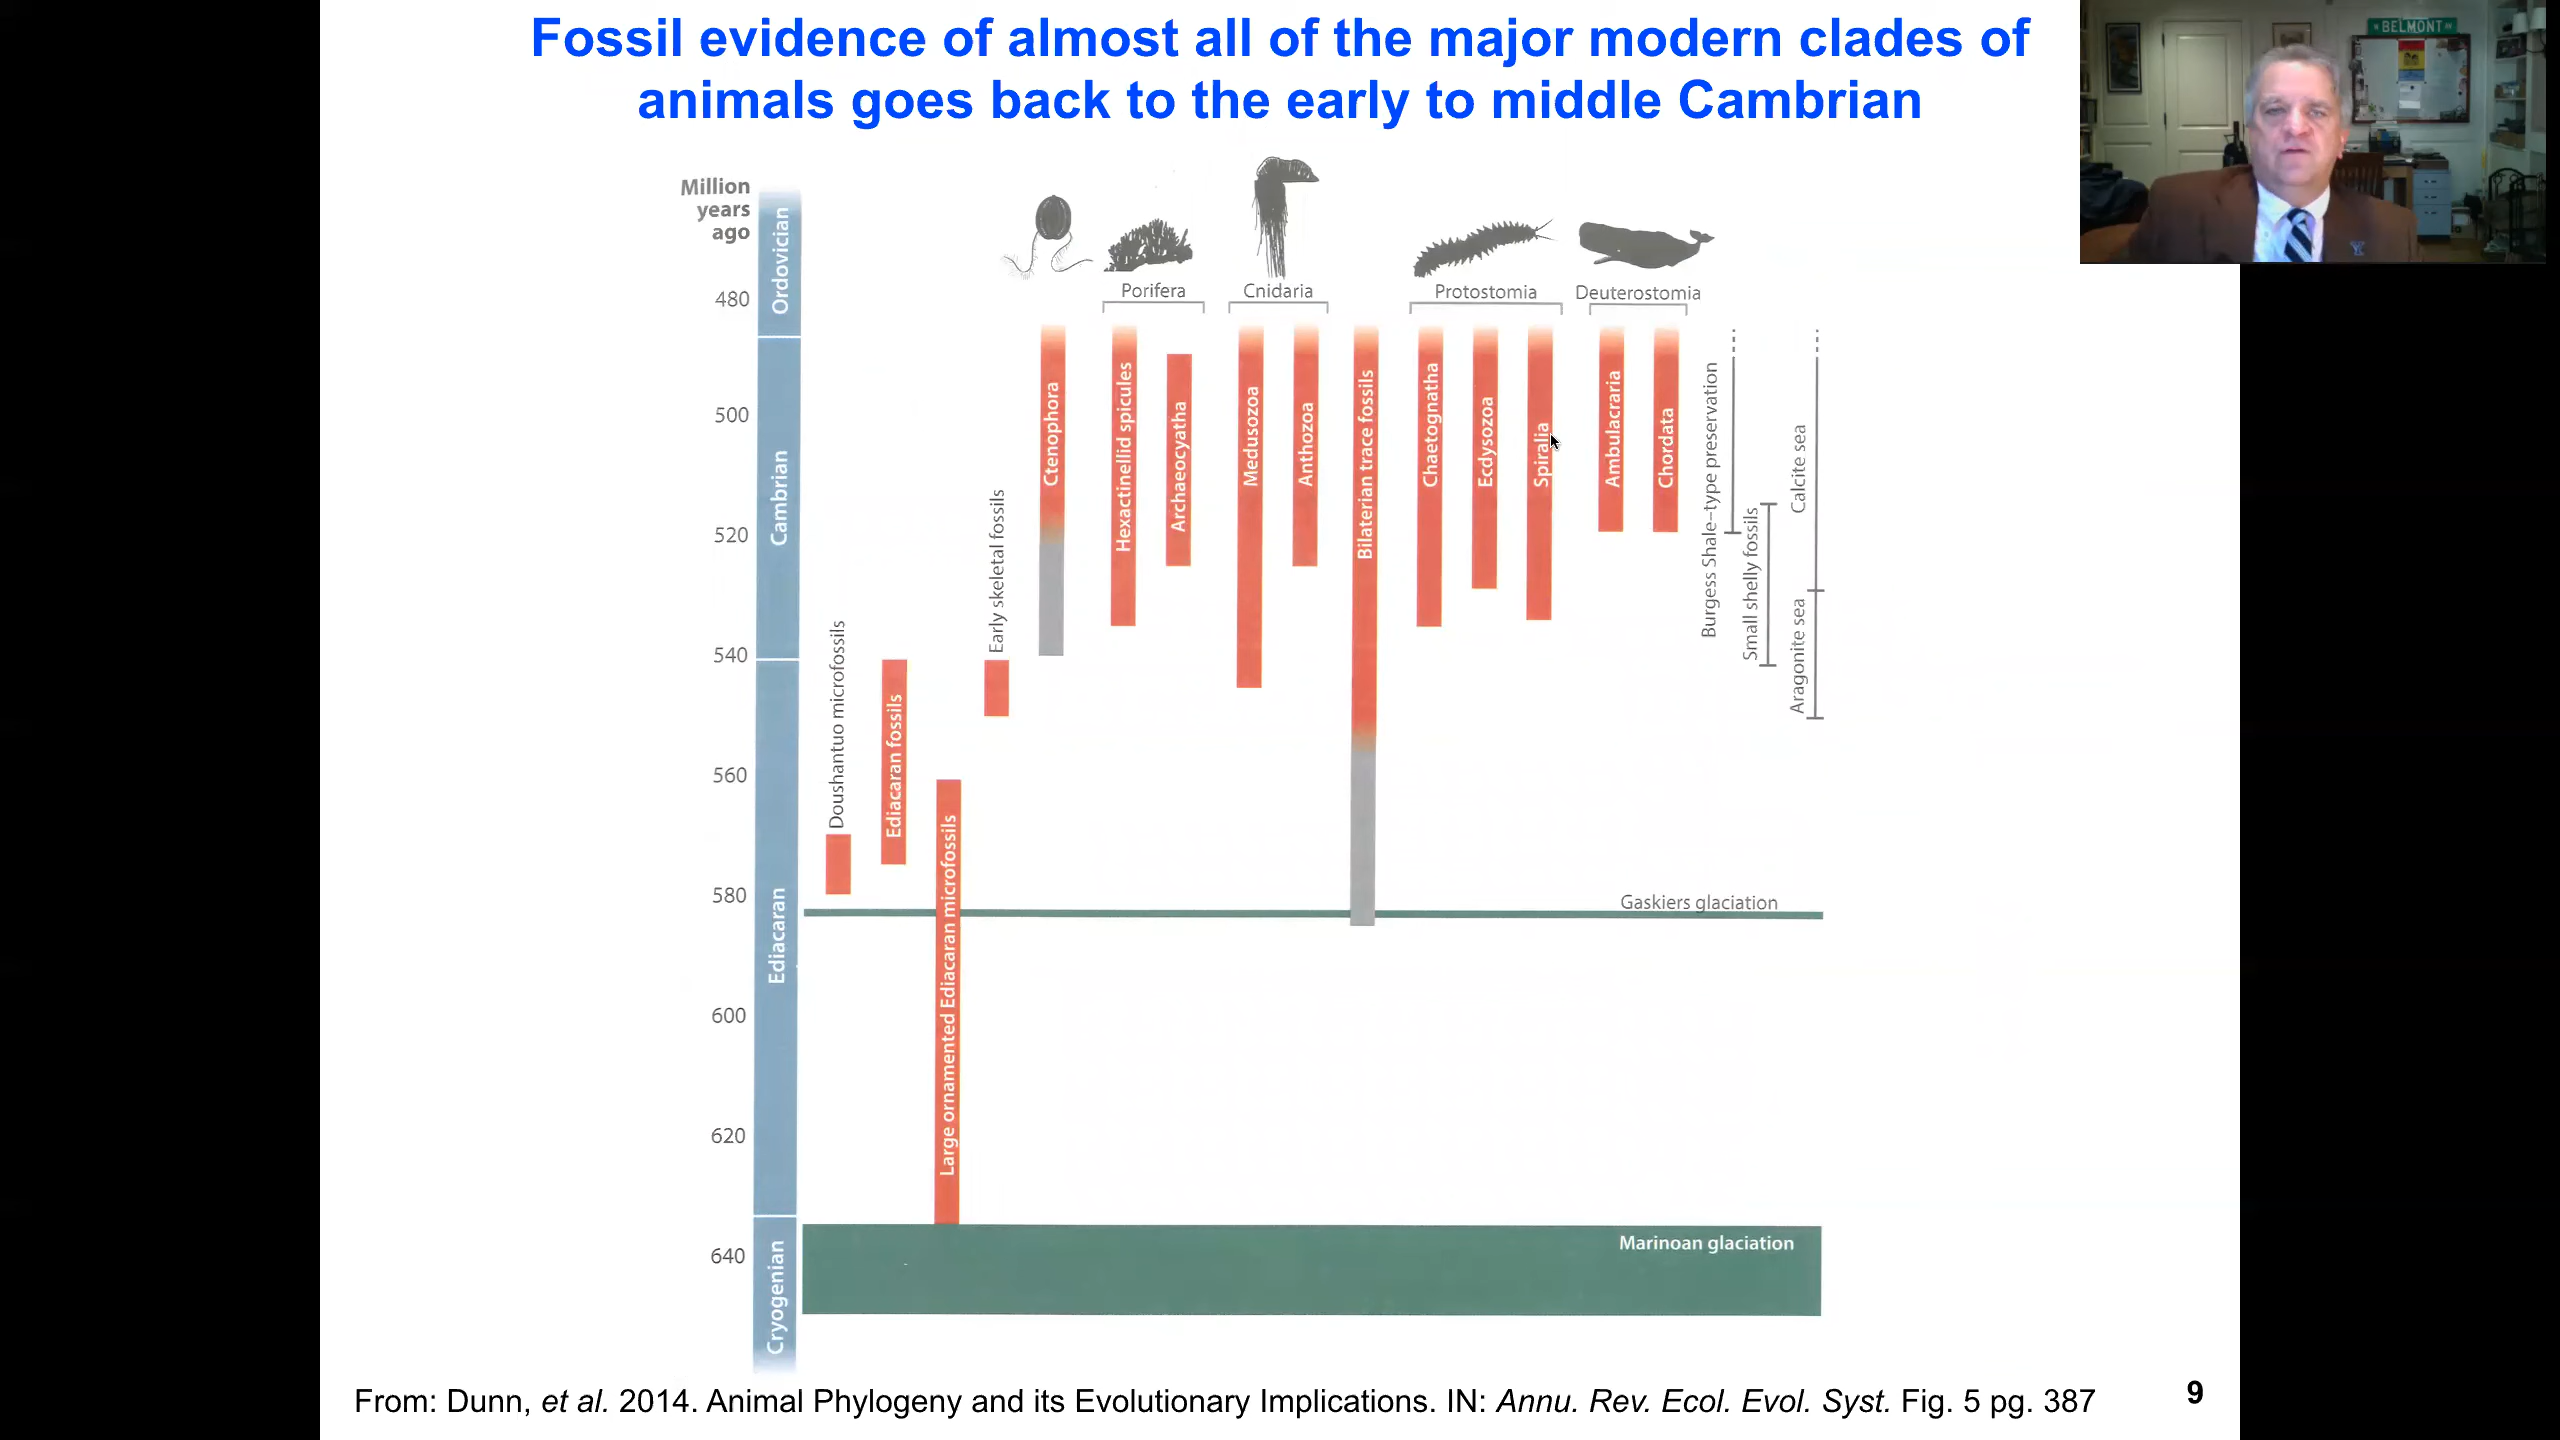 Fossil evidence of almost all of the major modern clades of
animals goes back to the early to middle Cambrian
BELMONT
Million
years
ago
480
500
520
540
560
580
600
620
640
Ordovician
Cambrian
Ediacaran
Cryogenian
Porifera
Cnidaria
Protostomia
Deuterostomia
Doushantuo microfossils
Ediacaran fossils
Large ornamented Ediacaran microfossils
Early skeletal fossils
Ctenophora
Hexactinellid spicules
Archaeocyatha
Medusozoa
Anthozoa
Bilaterian trace fossils
Chaetognatha
Ecdysozoa
Spiralia
Ambulacraria
Chordata
Burgess Shale-type preservation
Small shelly fossils
Calcite sea
Aragonite sea
Gaskiers glaciation
Marinoan glaciation
From: Dunn, et al. 2014. Animal Phylogeny and its Evolutionary Implications. IN: Annu. Rev. Ecol. Evol. Syst. Fig. 5 pg. 387
9